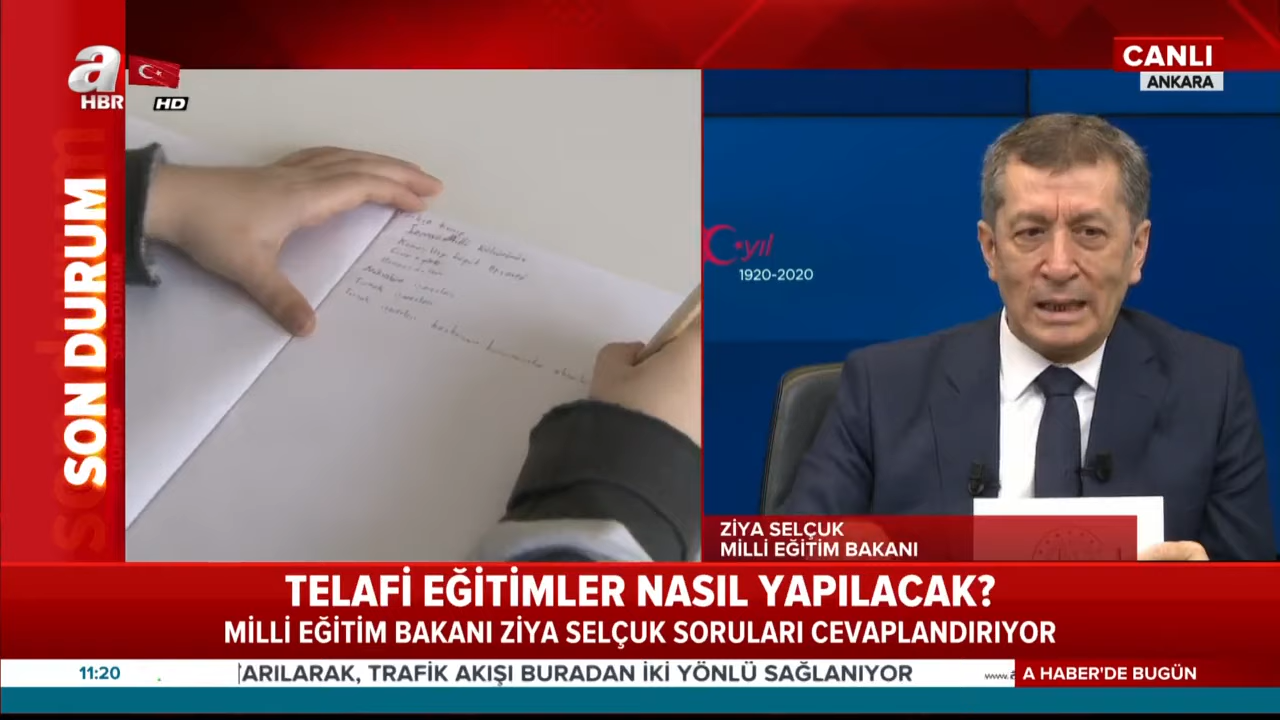 a
HBR
HD
SON DURUM
CANLI
ANKARA
yıl
1920-2020
ZİYA SELÇUK
MİLLİ EĞİTİM BAKANI
TELAFİ EĞİTİMLER NASIL YAPILACAK?
MİLLİ EĞİTİM BAKANI ZİYA SELÇUK SORULARI CEVAPLANDIRIYOR
11:20
ARILARAK, TRAFİK AKIŞI BURADAN İKİ YÖNLÜ SAĞLANIYOR
www.a
A HABER'DE BUGÜN